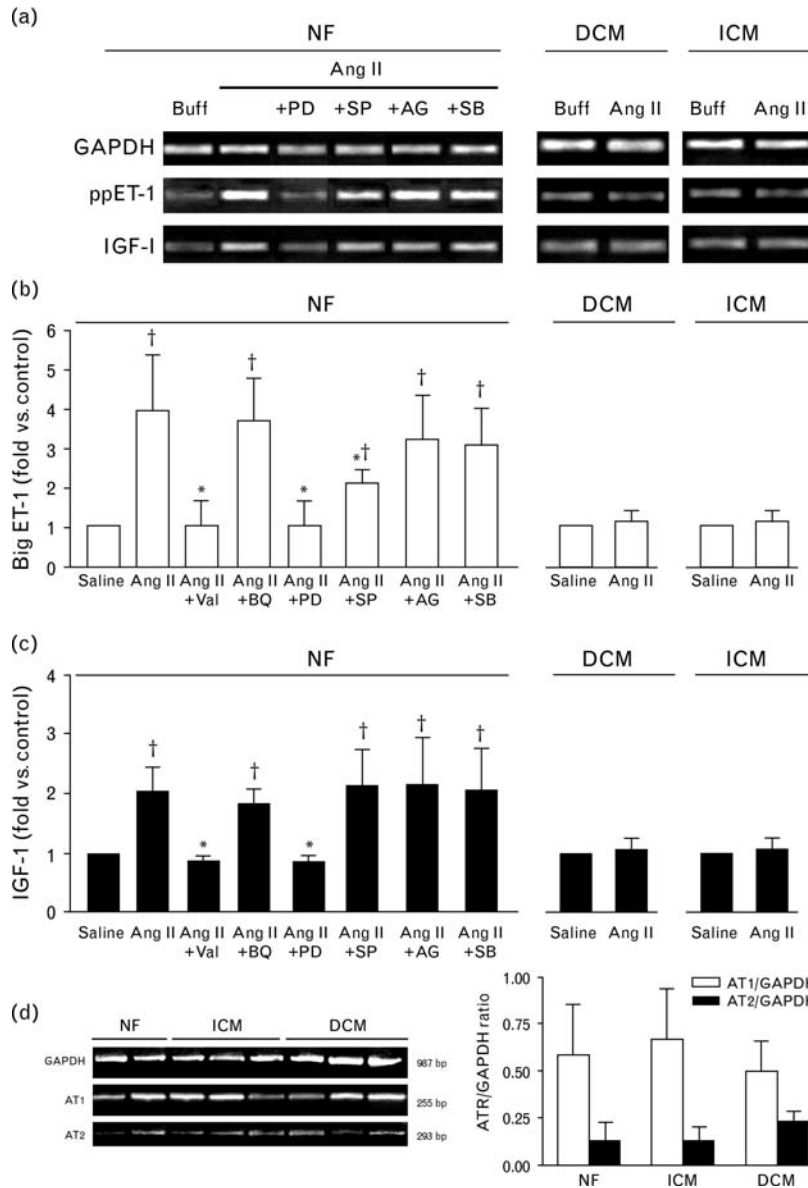 (a)
NF DCM ICM
Ang II
Buff +PD +SP +AG +SB Buff Ang II Buff Ang II
GAPDH
ppET-1
IGF-I
(b)
NF DCM ICM
Big ET-1 (fold vs. control)
6
5
4
3
2
1
0
† * † * *† † †
Saline Ang II Ang II Ang II Ang II Ang II Ang II Ang II Saline Ang II Saline Ang II
+Val +BQ +PD +SP +AG +SB
(c)
NF DCM ICM
IGF-1 (fold vs. control)
4
3
2
1
0
† * † * † † †
Saline Ang II Ang II Ang II Ang II Ang II Ang II Ang II Saline Ang II Saline Ang II
+Val +BQ +PD +SP +AG +SB
(d)
NF ICM DCM
GAPDH 987 bp
AT1 255 bp
AT2 293 bp
ATR/GAPDH ratio
1.00
0.75
0.50
0.25
0.00
AT1/GAPDH
AT2/GAPDH
NF ICM DCM